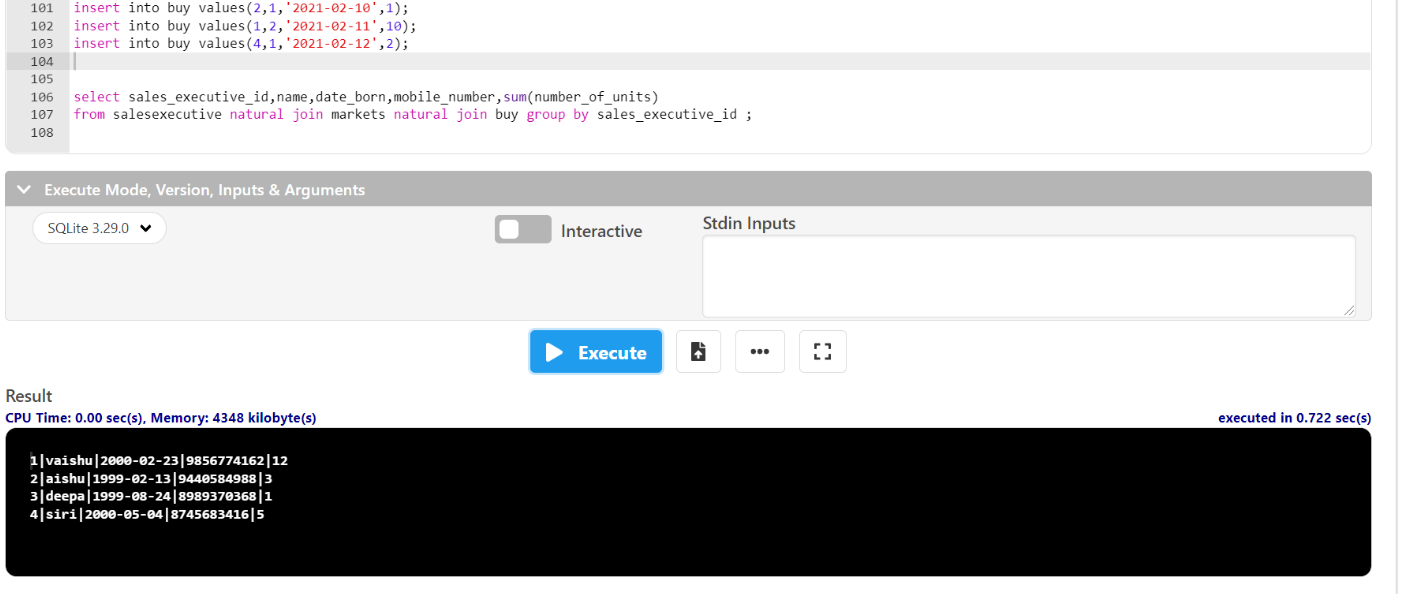 101 insert into buy values(2,1,'2021-02-10',1);
102 insert into buy values(1,2,'2021-02-11',10);
103 insert into buy values(4,1,'2021-02-12',2);
104
105
106 select sales_executive_id,name,date_born,mobile_number,sum(number_of_units)
107 from salesexecutive natural join markets natural join buy group by sales_executive_id ;
108
Execute Mode, Version, Inputs & Arguments
SQLite 3.29.0
Interactive
Stdin Inputs
Execute
Result
CPU Time: 0.00 sec(s), Memory: 4348 kilobyte(s)
executed in 0.722 sec(s)
1|vaishu|2000-02-23|9856774162|12
2|aishu|1999-02-13|9440584988|3
3|deepa|1999-08-24|8989370368|1
4|siri|2000-05-04|8745683416|5